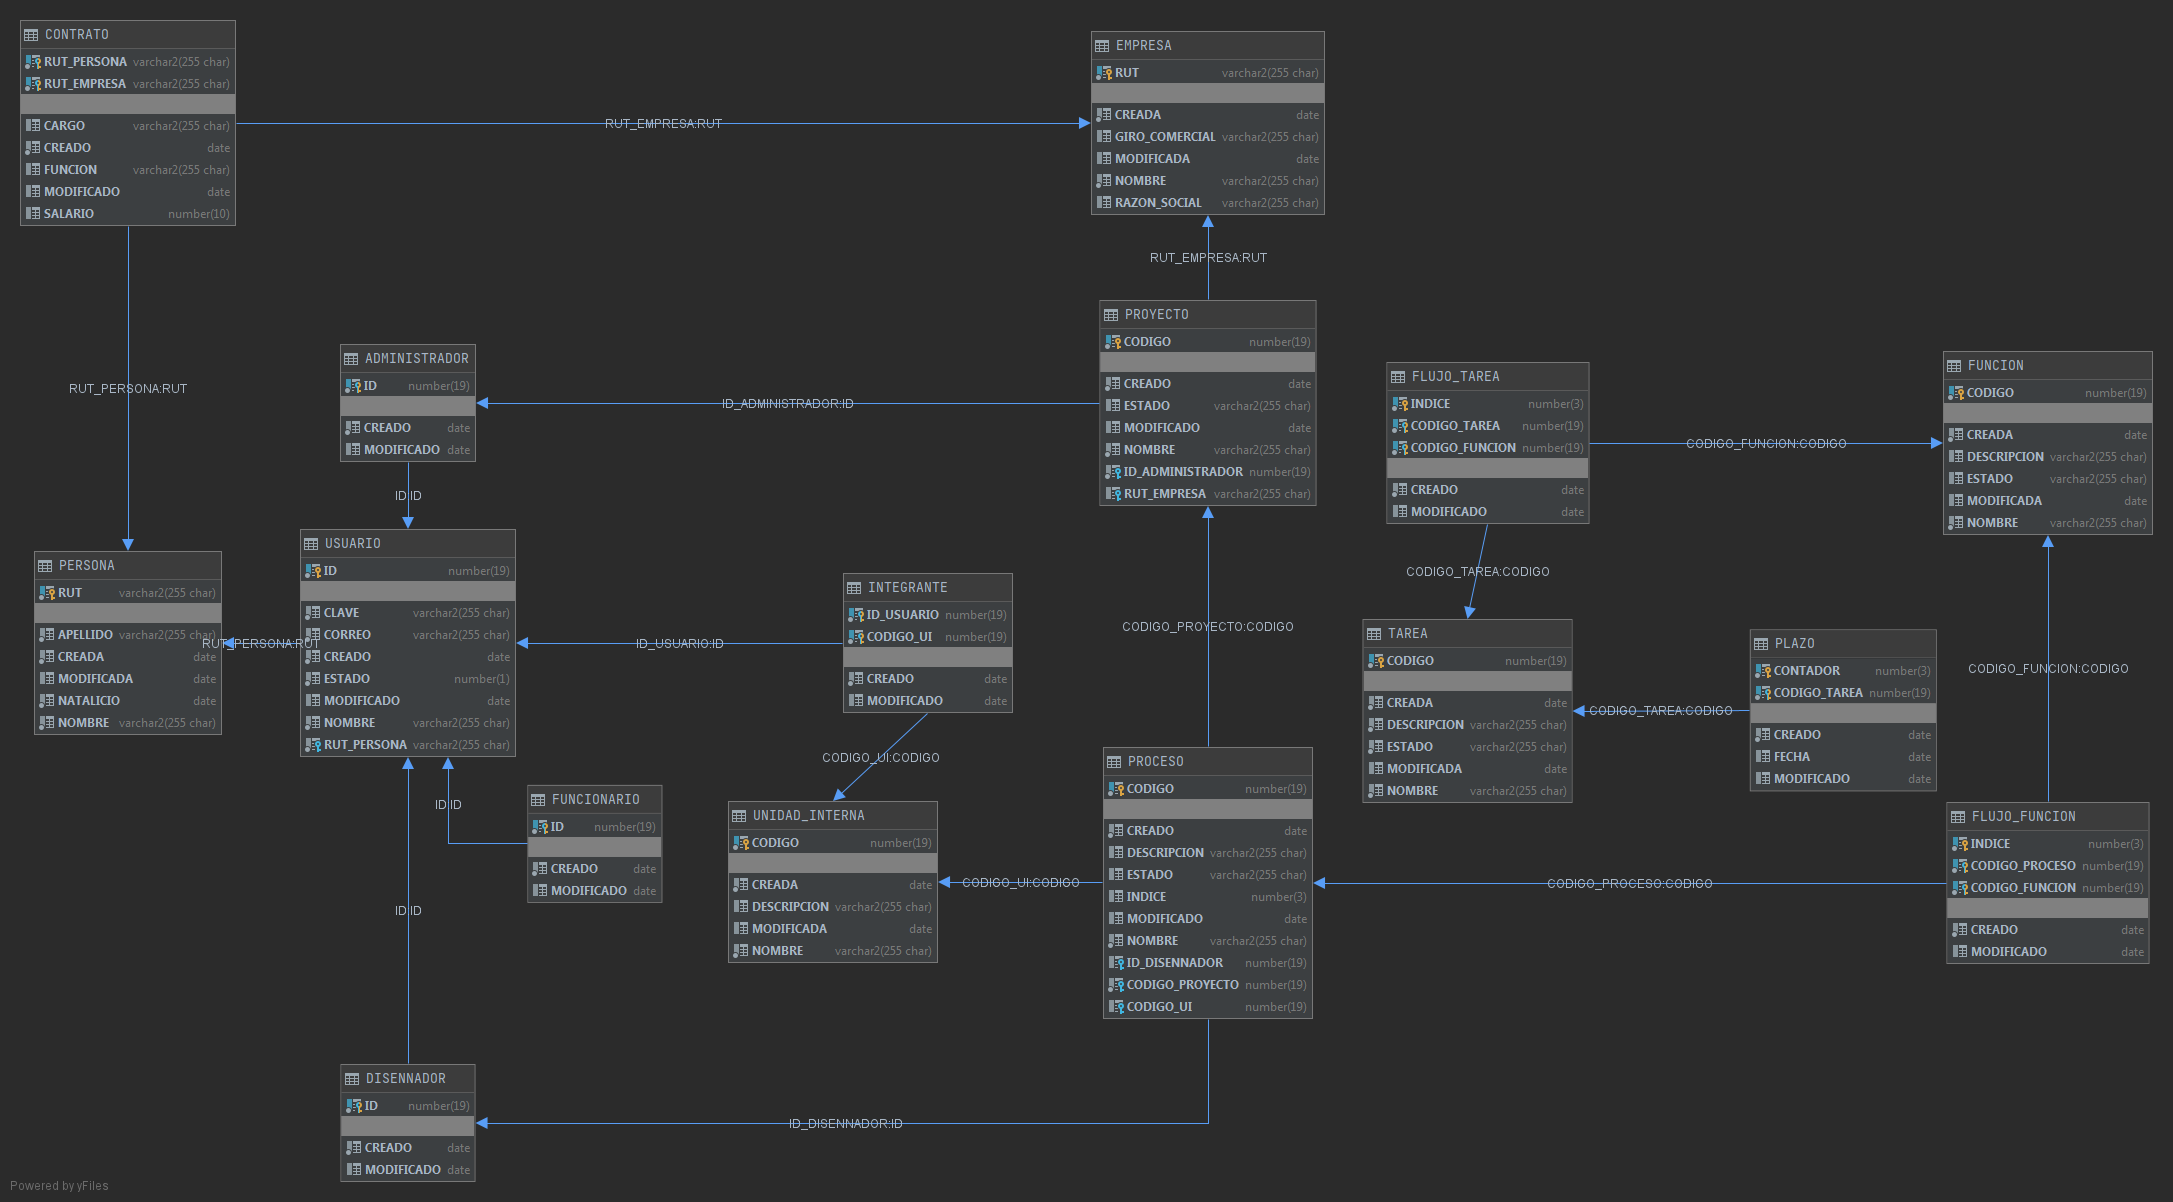 CONTRATO
RUT_PERSONA varchar2(255 char)
RUT_EMPRESA varchar2(255 char)
CARGO varchar2(255 char)
CREADO date
FUNCION varchar2(255 char)
MODIFICADO date
SALARIO number(10)
RUT_EMPRESA:RUT
EMPRESA
RUT varchar2(255 char)
CREADA date
GIRO_COMERCIAL varchar2(255 char)
MODIFICADA date
NOMBRE varchar2(255 char)
RAZON_SOCIAL varchar2(255 char)
RUT_EMPRESA:RUT
RUT_PERSONA:RUT
ADMINISTRADOR
ID number(19)
CREADO date
MODIFICADO date
ID_ADMINISTRADOR:ID
PROYECTO
CODIGO number(19)
CREADO date
ESTADO varchar2(255 char)
MODIFICADO date
NOMBRE varchar2(255 char)
ID_ADMINISTRADOR number(19)
RUT_EMPRESA varchar2(255 char)
FLUJO_TAREA
INDICE number(3)
CODIGO_TAREA number(19)
CODIGO_FUNCION number(19)
CREADO date
MODIFICADO date
CODIGO_FUNCION:CODIGO
FUNCION
CODIGO number(19)
CREADA date
DESCRIPCION varchar2(255 char)
ESTADO varchar2(255 char)
MODIFICADA date
NOMBRE varchar2(255 char)
ID:ID
CODIGO_TAREA:CODIGO
PERSONA
RUT varchar2(255 char)
APELLIDO varchar2(255 char)
CREADA date
MODIFICADA date
NATALICIO date
NOMBRE varchar2(255 char)
RUT_PERSONA:RUT
USUARIO
ID number(19)
CLAVE varchar2(255 char)
CORREO varchar2(255 char)
CREADO date
ESTADO number(1)
MODIFICADO date
NOMBRE varchar2(255 char)
RUT_PERSONA varchar2(255 char)
ID_USUARIO:ID
INTEGRANTE
ID_USUARIO number(19)
CODIGO_UI number(19)
CREADO date
MODIFICADO date
CODIGO_PROYECTO:CODIGO
TAREA
CODIGO number(19)
CREADA date
DESCRIPCION varchar2(255 char)
ESTADO varchar2(255 char)
MODIFICADA date
NOMBRE varchar2(255 char)
CODIGO_TAREA:CODIGO
PLAZO
CONTADOR number(3)
CODIGO_TAREA number(19)
CREADO date
FECHA date
MODIFICADO date
CODIGO_FUNCION:CODIGO
CODIGO_UI:CODIGO
ID:ID
FUNCIONARIO
ID number(19)
CREADO date
MODIFICADO date
UNIDAD_INTERNA
CODIGO number(19)
CREADA date
DESCRIPCION varchar2(255 char)
MODIFICADA date
NOMBRE varchar2(255 char)
CODIGO_UI:CODIGO
PROCESO
CODIGO number(19)
CREADO date
DESCRIPCION varchar2(255 char)
ESTADO varchar2(255 char)
INDICE number(3)
MODIFICADO date
NOMBRE varchar2(255 char)
ID_DISENNADOR number(19)
CODIGO_PROYECTO number(19)
CODIGO_UI number(19)
CODIGO_PROCESO:CODIGO
FLUJO_FUNCION
INDICE number(3)
CODIGO_PROCESO number(19)
CODIGO_FUNCION number(19)
CREADO date
MODIFICADO date
ID:ID
DISENNADOR
ID number(19)
CREADO date
MODIFICADO date
ID_DISENNADOR:ID
Powered by yFiles